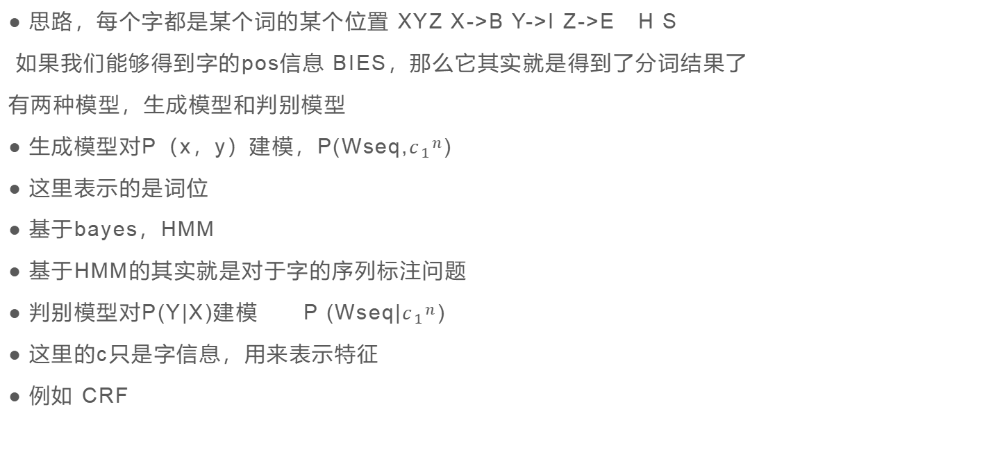 ● 思路，每个字都是某个词的某个位置 XYZ X->B Y->I Z->E H S
如果我们能够得到字的pos信息 BIES，那么它其实就是得到了分词结果了
有两种模型，生成模型和判别模型
● 生成模型对P（x，y）建模，P(Wseq,c₁ⁿ)
● 这里表示的是词位
● 基于bayes，HMM
● 基于HMM的其实就是对于字的序列标注问题
● 判别模型对P(Y|X)建模 P (Wseq|c₁ⁿ)
● 这里的c只是字信息，用来表示特征
● 例如 CRF